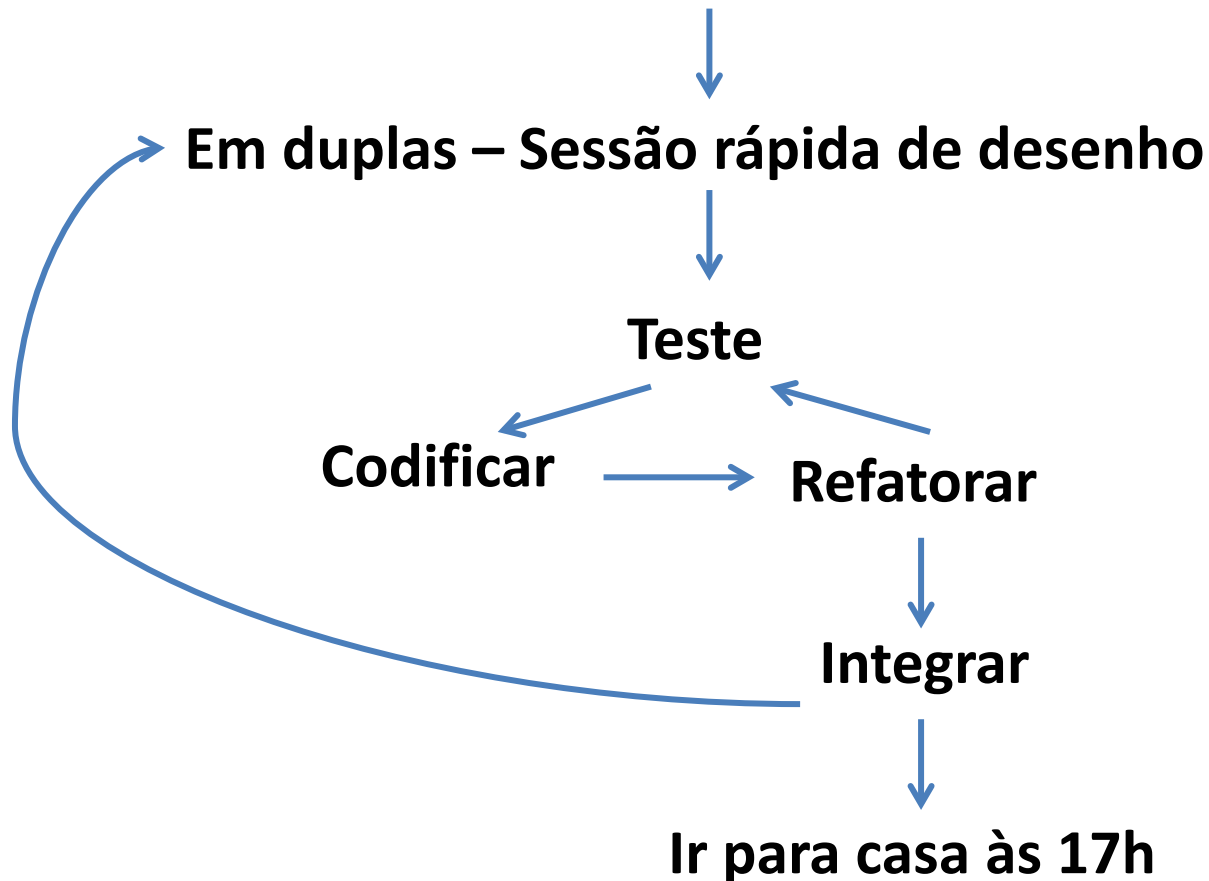 Em duplas – Sessão rápida de desenho
Teste
Codificar
Refatorar
Integrar
Ir para casa às 17h